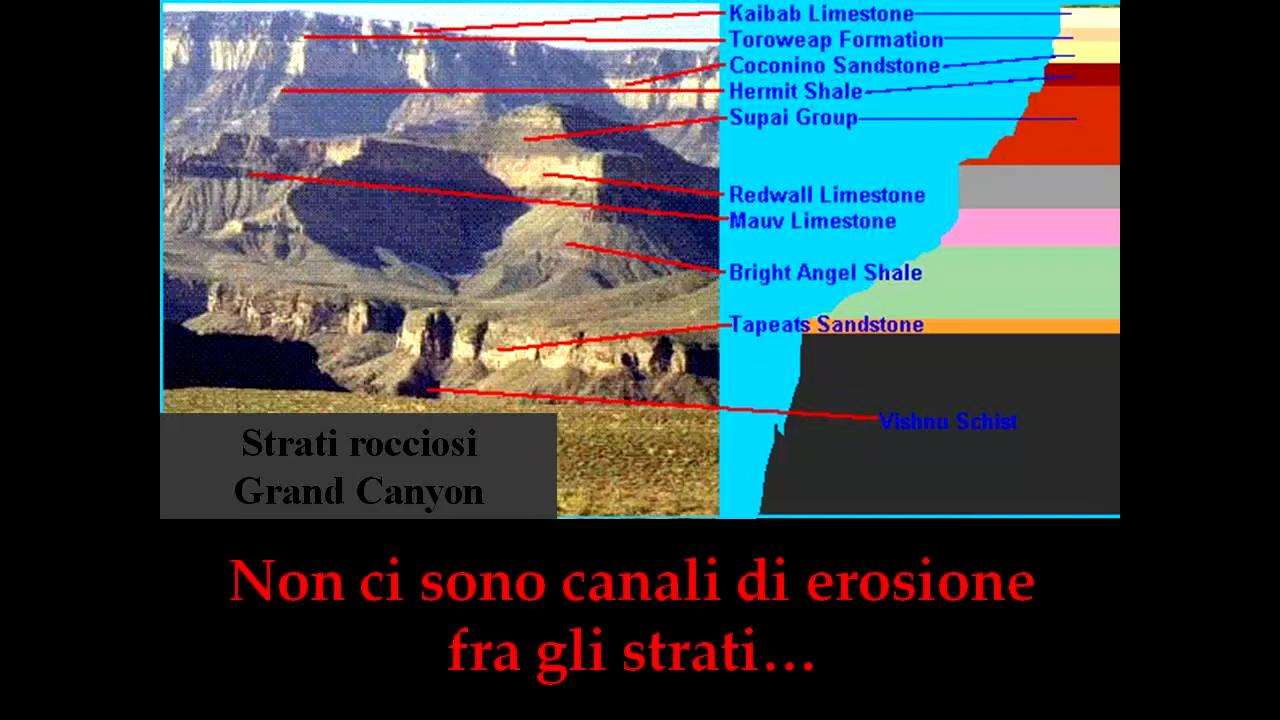 Kaibab Limestone
Toroweap Formation
Coconino Sandstone
Hermit Shale
Supai Group
Redwall Limestone
Mauv Limestone
Bright Angel Shale
Tapeats Sandstone
Vishnu Schist
Strati rocciosi
Grand Canyon
Non ci sono canali di erosione
fra gli strati…